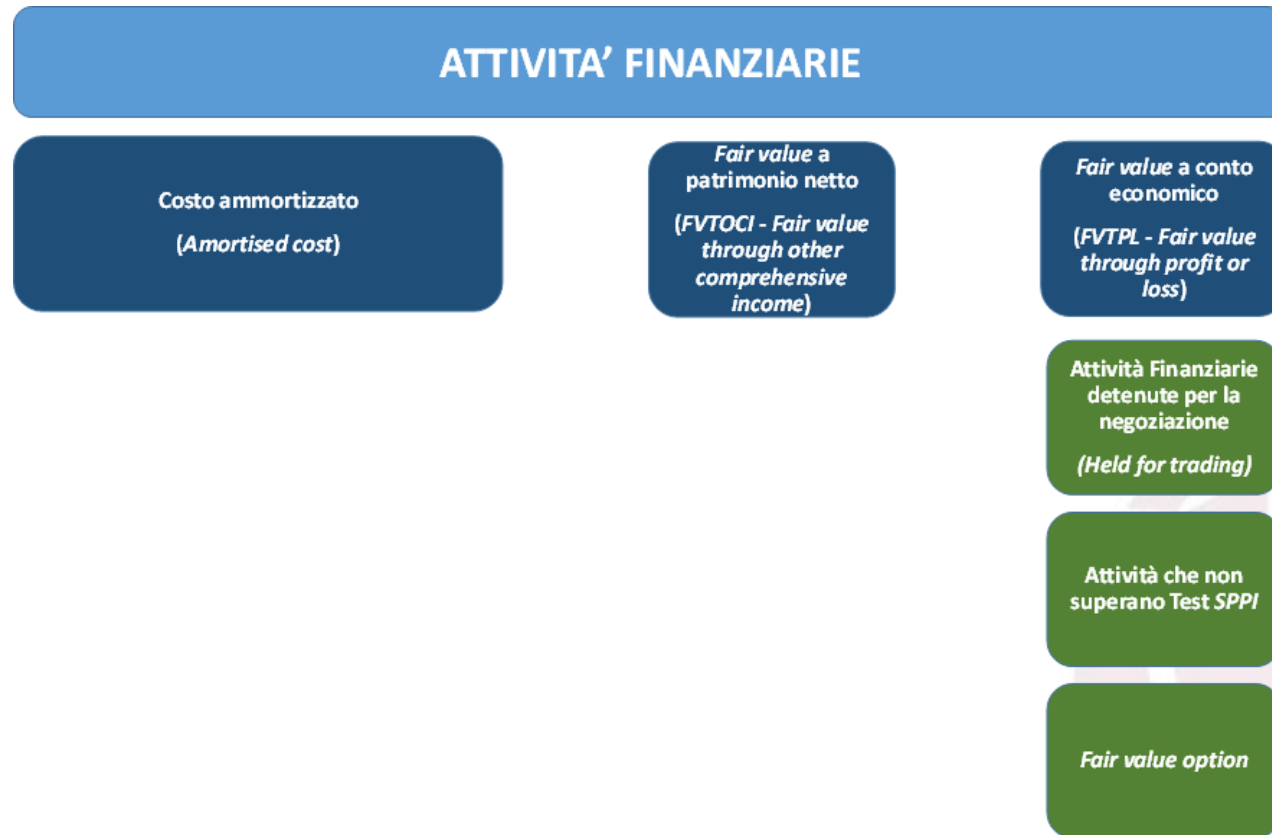 ATTIVITA’ FINANZIARIE
Costo ammortizzato
(Amortised cost)
Fair value a
patrimonio netto
(FVTOCI - Fair value
through other
comprehensive
income)
Fair value a conto
economico
(FVTPL - Fair value
through profit or
loss)
Attività Finanziarie
detenute per la
negoziazione
(Held for trading)
Attività che non
superano Test SPPI
Fair value option